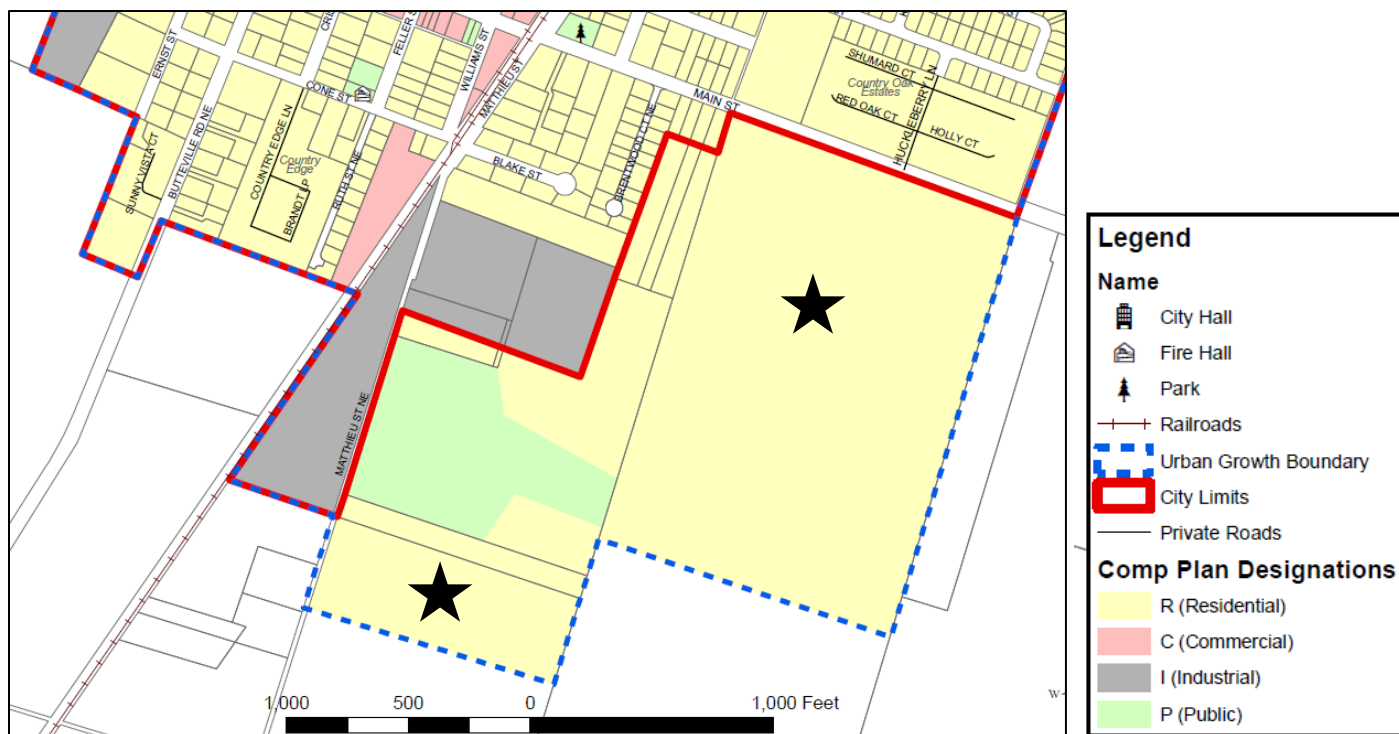 ERNST ST
FELLER S
WILLIAMS ST
MATTHIEU ST
CONE ST
MAIN ST
SHUMARD CT
Country Oak
Estates
RED OAK CT
HUCKLEBERRY LN
HOLLY CT
SUNNY VISTA CT
BUTTEVILLE RD NE
COUNTRY EDGE LN
Country
Edge
BRANDT LP
RUTH ST NE
BLAKE ST
BRENTWOOD CT NE
MATTHIEU ST NE
1,000 500 0 1,000 Feet
W
Legend
Name
City Hall
Fire Hall
Park
Railroads
Urban Growth Boundary
City Limits
Private Roads
Comp Plan Designations
R (Residential)
C (Commercial)
I (Industrial)
P (Public)